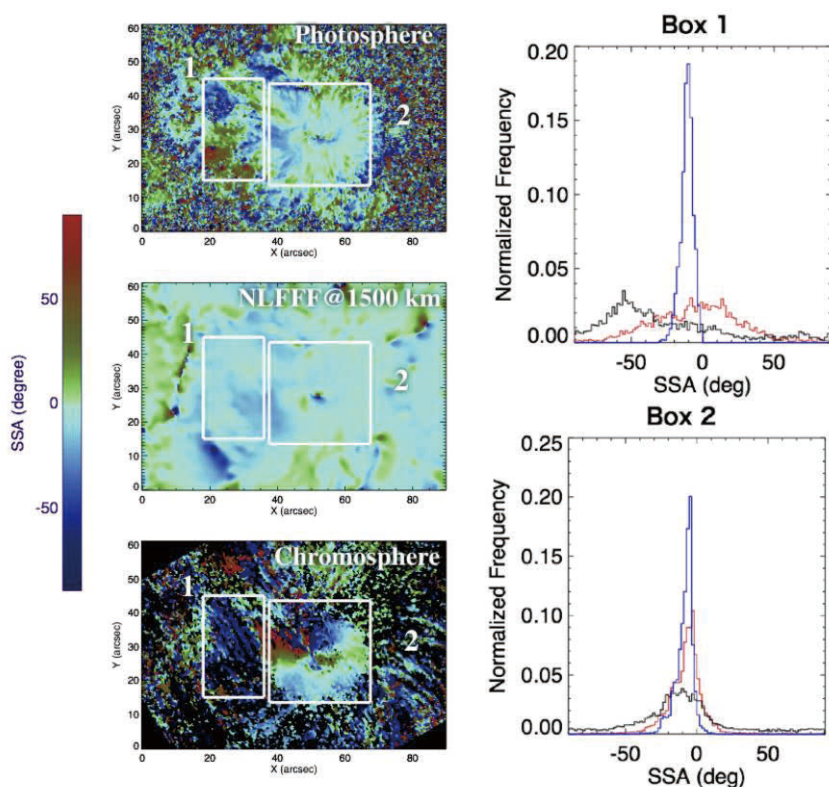 Photosphere
1
2
60
50
40
30
20
10
0
Y (arcsec)
0 20 40 60 80
X (arcsec)
NLFFF@1500 km
1
2
60
50
40
30
20
10
0
Y (arcsec)
0 20 40 60 80
X (arcsec)
Chromosphere
1
2
60
50
40
30
20
10
0
Y (arcsec)
0 20 40 60 80
X (arcsec)
SSA (degree)
50
0
-50
Box 1
Normalized Frequency
0.20
0.15
0.10
0.05
0.00
-50 0 50
SSA (deg)
Box 2
Normalized Frequency
0.25
0.20
0.15
0.10
0.05
0.00
-50 0 50
SSA (deg)